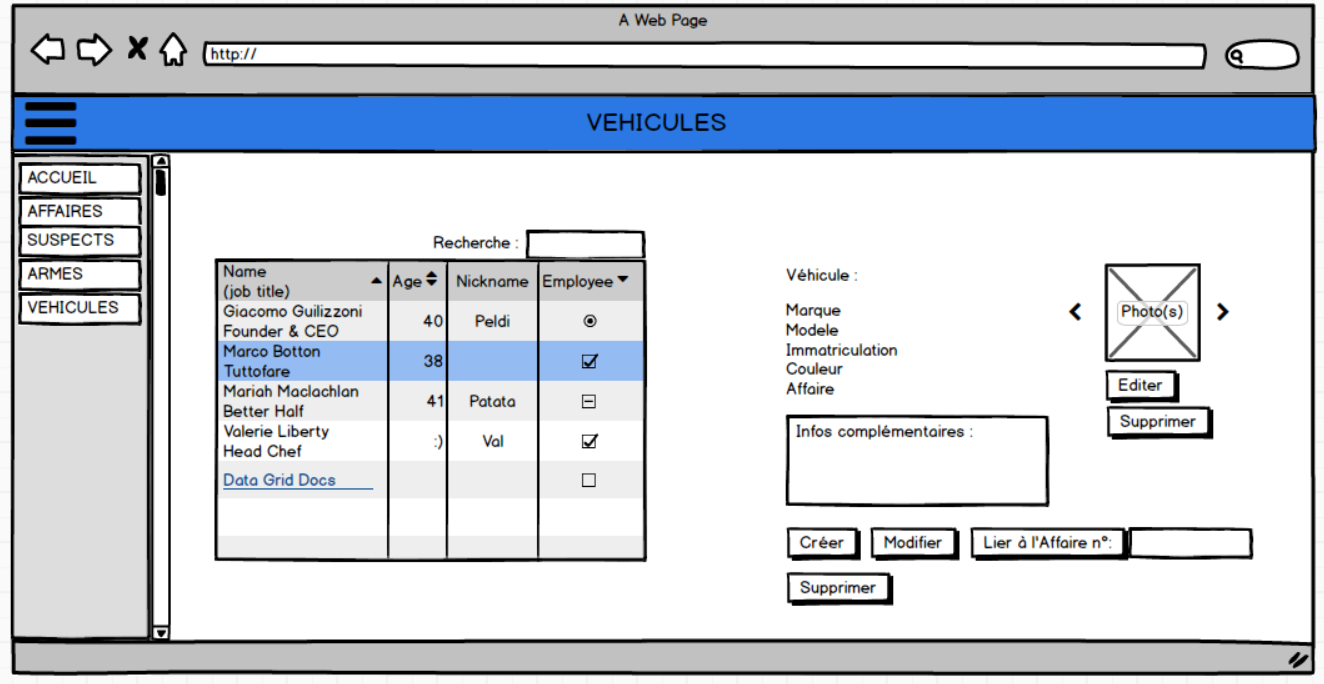 A Web Page
http://
VEHICULES
ACCUEIL
AFFAIRES
SUSPECTS
ARMES
VEHICULES
Recherche :
Name
(job title)
Age
Nickname
Employee
Giacomo Guilizzoni
Founder & CEO
40
Peldi
Marco Botton
Tuttofare
38
Mariah Maclachlan
Better Half
41
Patata
Valerie Liberty
Head Chef
:)
Val
Data Grid Docs
Véhicule :
Marque
Modele
Immatriculation
Couleur
Affaire
Photo(s)
Editer
Supprimer
Infos complémentaires :
Créer
Modifier
Lier à l'Affaire n°:
Supprimer